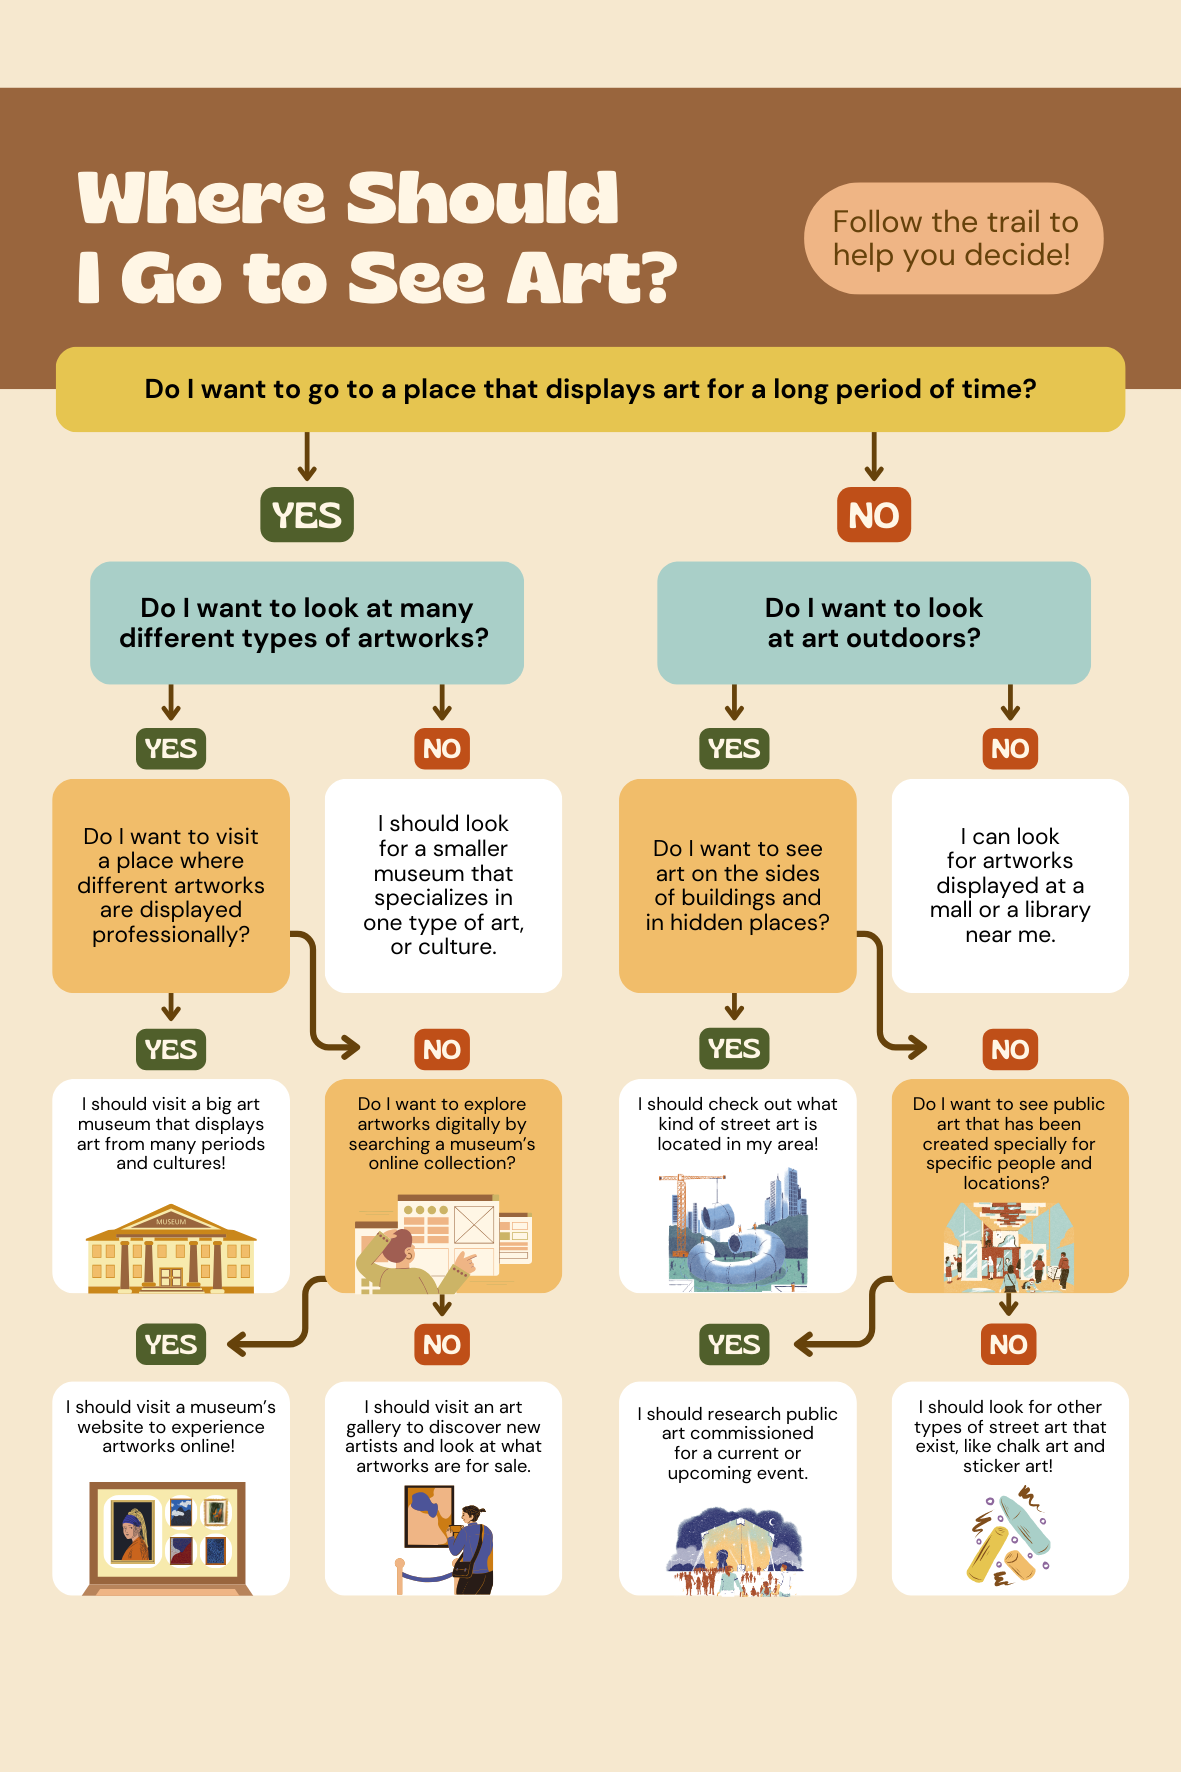 Where Should
I Go to See Art?
Follow the trail to
help you decide!
Do I want to go to a place that displays art for a long period of time?
YES
NO
Do I want to look at many
different types of artworks?
Do I want to look
at art outdoors?
YES
NO
YES
NO
Do I want to visit
a place where
different artworks
are displayed
professionally?
I should look
for a smaller
museum that
specializes in
one type of art,
or culture.
Do I want to see
art on the sides
of buildings and
in hidden places?
I can look
for artworks
displayed at a
mall or a library
near me.
YES
NO
YES
NO
I should visit a big art
museum that displays
art from many periods
and cultures!
MUSEUM
Do I want to explore
artworks digitally by
searching a museum's
online collection?
I should check out what
kind of street art is
located in my area!
Do I want to see public
art that has been
created specially for
specific people and
locations?
YES
NO
YES
NO
I should visit a museum's
website to experience
artworks online!
I should visit an art
gallery to discover new
artists and look at what
artworks are for sale.
I should research public
art commissioned
for a current or
upcoming event.
I should look for other
types of street art that
exist, like chalk art and
sticker art!